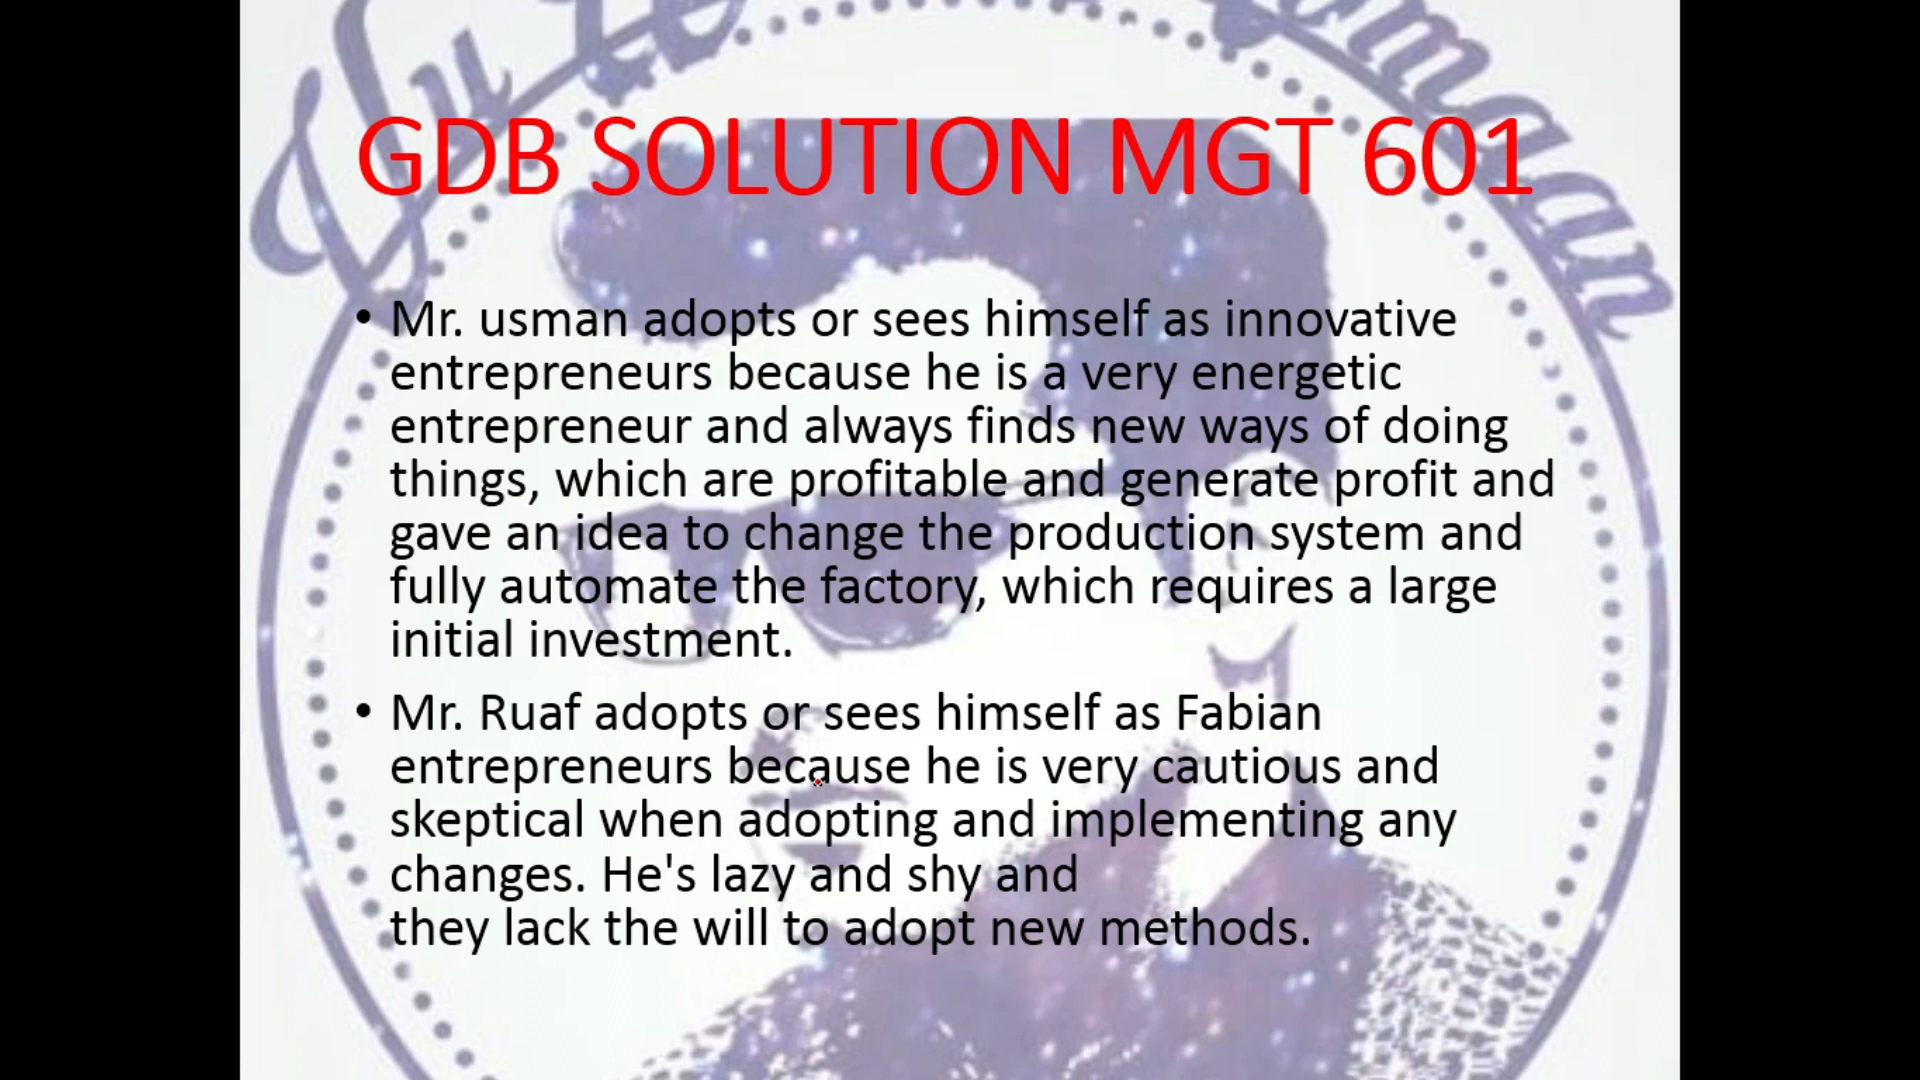 GDB SOLUTION MGT 601
• Mr. usman adopts or sees himself as innovative
entrepreneurs because he is a very energetic
entrepreneur and always finds new ways of doing
things, which are profitable and generate profit and
gave an idea to change the production system and
fully automate the factory, which requires a large
initial investment.
• Mr. Ruaf adopts or sees himself as Fabian
entrepreneurs because he is very cautious and
skeptical when adopting and implementing any
changes. He's lazy and shy and
they lack the will to adopt new methods.